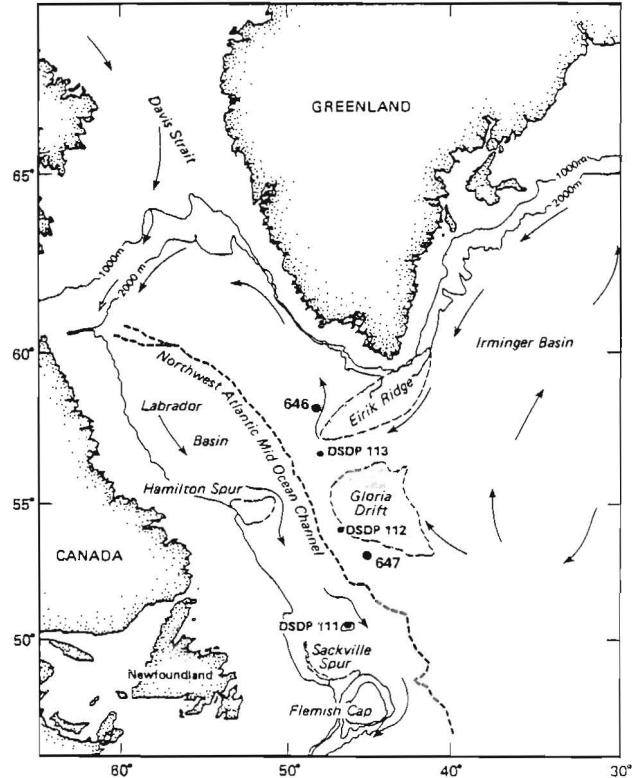 GREENLAND
Davis Strait
65°
1000m
2000m
1000m
2000 m
60°
Irminger Basin
Northwest Atlantic Mid Ocean Channel
Eirik Ridge
646
Labrador
Basin
DSDP 113
Hamilton Spur
Gloria
Drift
55°
DSDP 112
CANADA
647
DSDP 111
50°
Sackville
Spur
Newfoundland
Flemish Cap
60°
50°
40°
30°